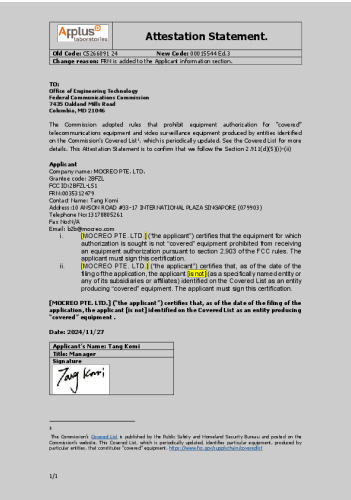 Applus+
laboratories
Attestation Statement.
Old Code: CS266091 24 New Code: 00015544 Ed.3
Change reason: FRN is added to the Applicant information section.
TO:
Office of Engineering Technology
Federal Communications Commission
7435 Oakland Mills Road
Columbia, MD 21046
The Commission adopted rules that prohibit equipment authorization for "covered"
telecommunications equipment and video surveillance equipment produced by entities identified
on the Commission's Covered List¹, which is periodically updated. See the Covered List for more
details. This Attestation Statement is to confirm that we follow the Section 2.911(d)(5)(i)-(ii)
Applicant
Company name: MOCREO PTE. LTD.
Grantee code: 2BFZL
FCC ID:2BFZL-LS1
FRN:0035312479
Contact Name: Tang Komi
Address:10 ANSON ROAD #33-17 INTERNATIONAL PLAZA SINGAPORE (079903)
Telephone No:13178805261
Fax No:N/A
Email: b2b@mocreo.com
i. [MOCREO PTE. LTD.] ("the applicant") certifies that the equipment for which
authorization is sought is not "covered" equipment prohibited from receiving
an equipment authorization pursuant to section 2.903 of the FCC rules. The
applicant must sign this certification.
ii. [MOCREO PTE. LTD.] ("the applicant") certifies that, as of the date of the
filing of the application, the applicant [is not] (as a specifically named entity or
any of its subsidiaries or affiliates) identified on the Covered List as an entity
producing "covered" equipment. The applicant must sign this certification.
[MOCREO PTE. LTD.] ("the applicant") certifies that, as of the date of the filing of the
application, the applicant [is not] identified on the Covered List as an entity producing
"covered" equipment .
Date: 2024/11/27
Applicant's Name: Tang Komi
Title: Manager
Signature
Tang Komi
1
The Commission's Covered List is published by the Public Safety and Homeland Security Bureau and posted on the
Commission's website. This Covered List, which is periodically updated, identifies particular equipment, produced by
particular entities, that constitutes "covered" equipment. https://www.fcc.gov/supplychain/coveredlist
1/1